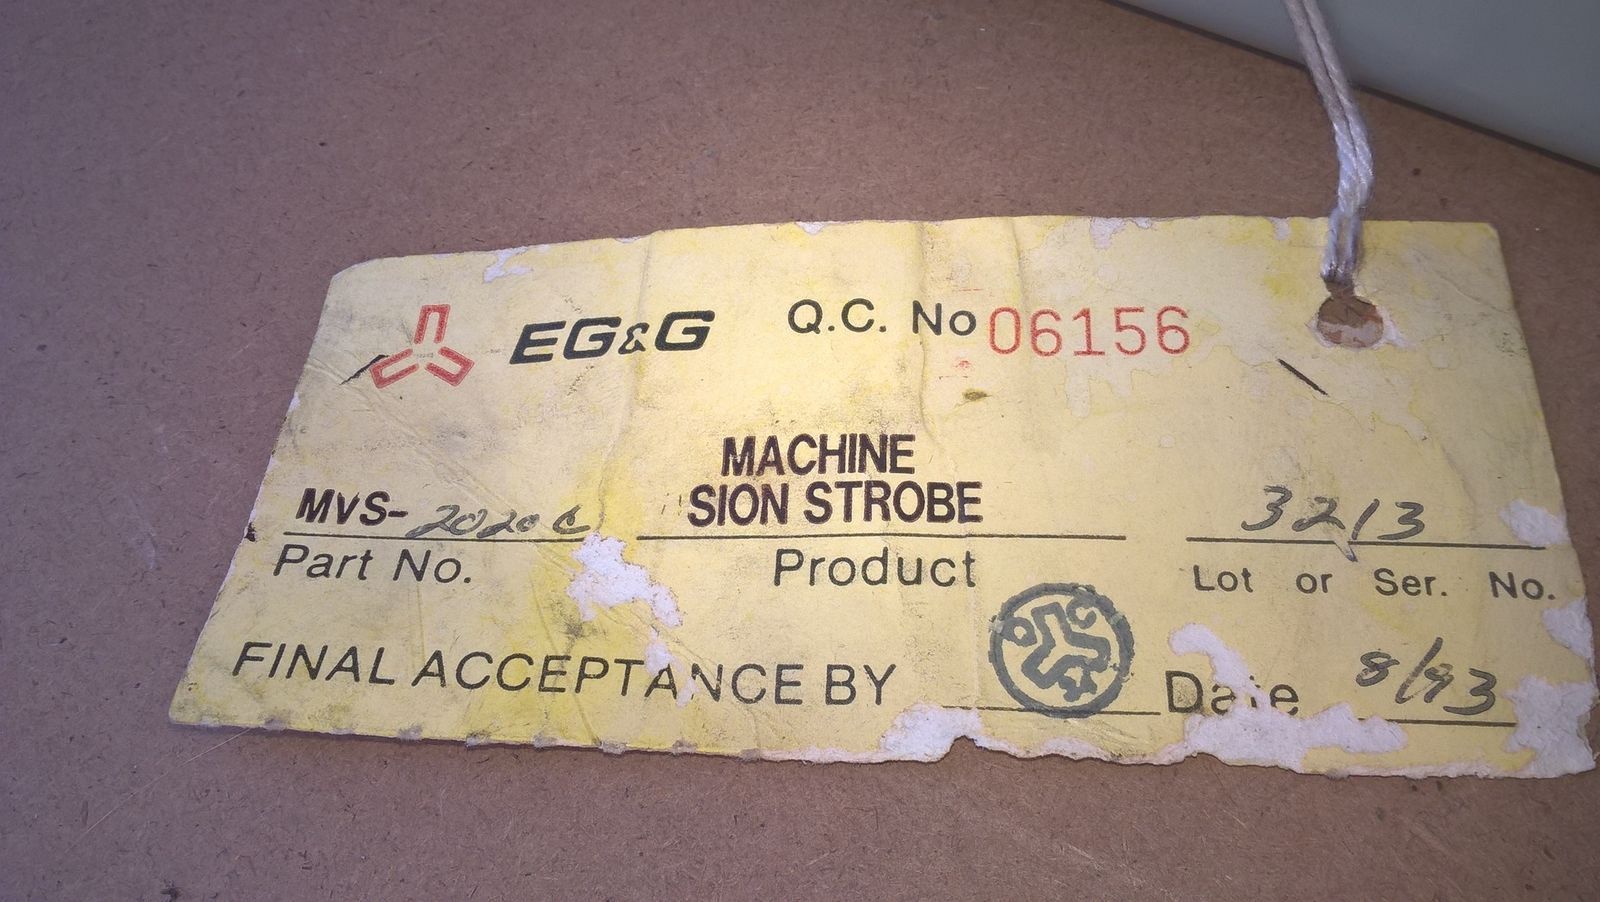 EG&G Q.C. No 06156
MACHINE
MVS-2020C SION STROBE 3213
Part No. Product Lot or Ser. No.
FINAL ACCEPTANCE BY Date 8/93